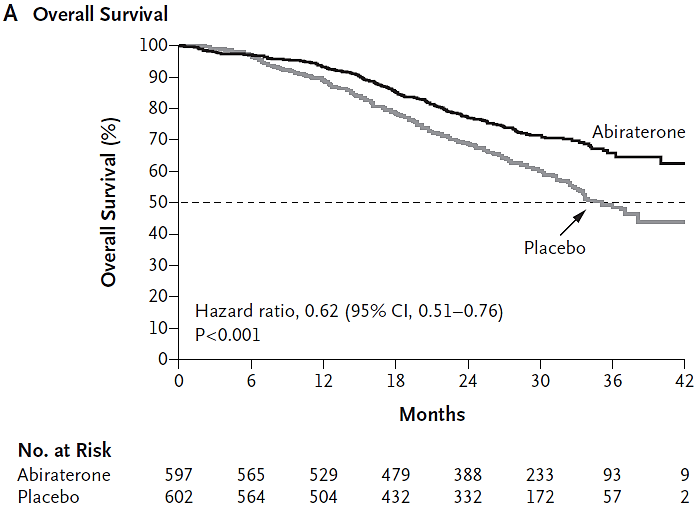 A Overall Survival
Overall Survival (%)
100
90
80
70
60
50
40
30
20
10
0
Abiraterone
Placebo
Hazard ratio, 0.62 (95% CI, 0.51–0.76)
P<0.001
0 6 12 18 24 30 36 42
Months
No. at Risk
Abiraterone 597 565 529 479 388 233 93 9
Placebo 602 564 504 432 332 172 57 2